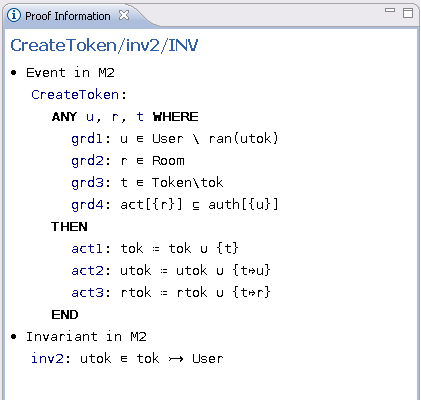 Proof Information
CreateToken/inv2/INV
• Event in M2
CreateToken:
ANY u, r, t WHERE
grd1: u ∈ User \ ran(utok)
grd2: r ∈ Room
grd3: t ∈ Token\tok
grd4: act[{r}] ⊆ auth[{u}]
THEN
act1: tok ≔ tok ∪ {t}
act2: utok ≔ utok ∪ {t↦u}
act3: rtok ≔ rtok ∪ {t↦r}
END
• Invariant in M2
inv2: utok ∈ tok ↣ User